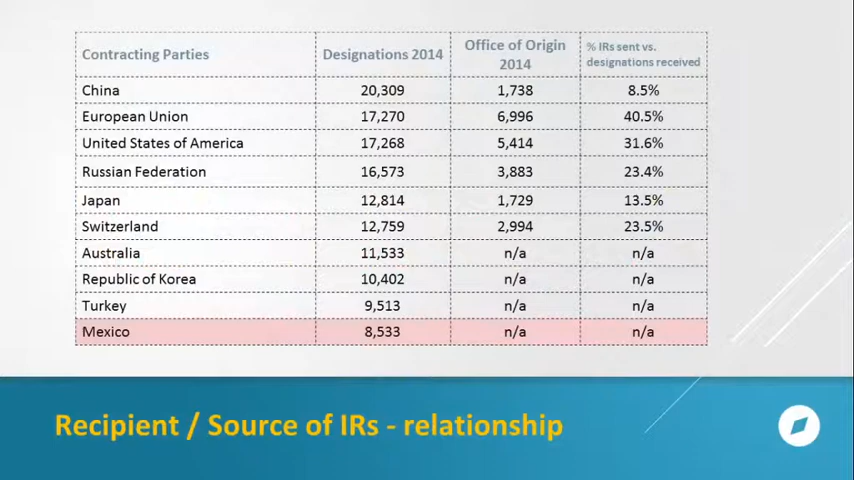 Contracting Parties Designations 2014 Office of Origin 2014 % IRs sent vs. designations received
China 20,309 1,738 8.5%
European Union 17,270 6,996 40.5%
United States of America 17,268 5,414 31.6%
Russian Federation 16,573 3,883 23.4%
Japan 12,814 1,729 13.5%
Switzerland 12,759 2,994 23.5%
Australia 11,533 n/a n/a
Republic of Korea 10,402 n/a n/a
Turkey 9,513 n/a n/a
Mexico 8,533 n/a n/a
Recipient / Source of IRs - relationship